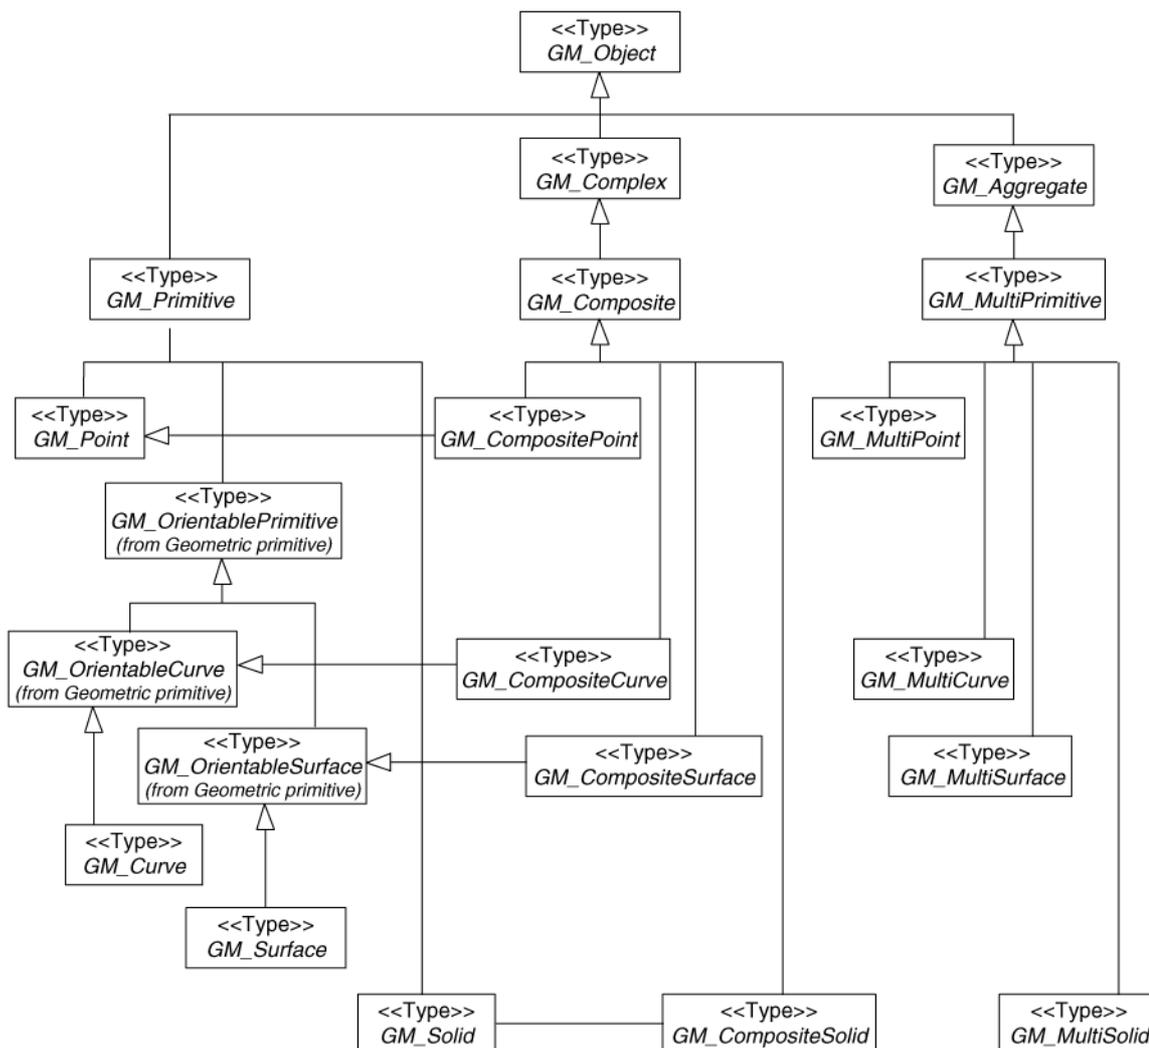 <<Type>>
GM_Object
<<Type>>
GM_Complex
<<Type>>
GM_Aggregate
<<Type>>
GM_Primitive
<<Type>>
GM_Composite
<<Type>>
GM_MultiPrimitive
<<Type>>
GM_Point
<<Type>>
GM_CompositePoint
<<Type>>
GM_MultiPoint
<<Type>>
GM_OrientablePrimitive
(from Geometric primitive)
<<Type>>
GM_OrientableCurve
(from Geometric primitive)
<<Type>>
GM_CompositeCurve
<<Type>>
GM_MultiCurve
<<Type>>
GM_OrientableSurface
(from Geometric primitive)
<<Type>>
GM_CompositeSurface
<<Type>>
GM_MultiSurface
<<Type>>
GM_Curve
<<Type>>
GM_Surface
<<Type>>
GM_Solid
<<Type>>
GM_CompositeSolid
<<Type>>
GM_MultiSolid